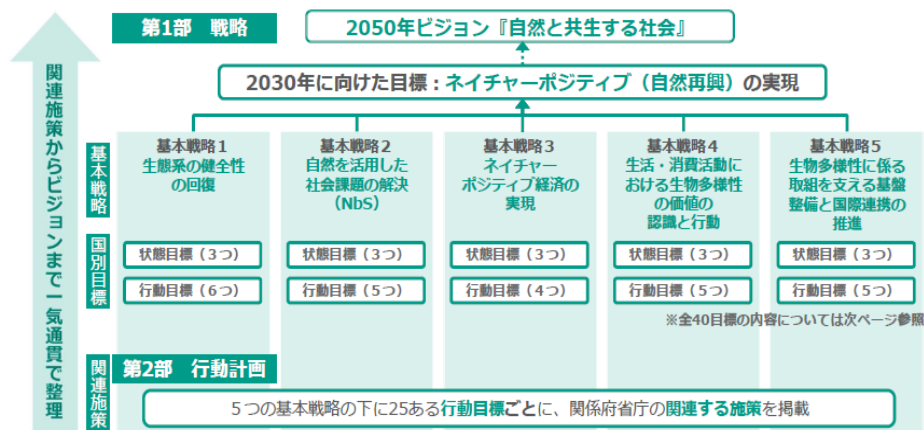 第1部 戦略
2050年ビジョン『自然と共生する社会』
2030年に向けた目標：ネイチャーポジティブ（自然再興）の実現
関連施策からビジョンまで一気通貫で整理
基本戦略
基本戦略1
生態系の健全性
の回復
基本戦略2
自然を活用した
社会課題の解決
（NbS）
基本戦略3
ネイチャー
ポジティブ経済の
実現
基本戦略4
生活・消費活動に
おける生物多様性
の価値の
認識と行動
基本戦略5
生物多様性に係る
取組を支える基盤
整備と国際連携の
推進
国別目標
状態目標（3つ）
状態目標（3つ）
状態目標（3つ）
状態目標（3つ）
状態目標（3つ）
行動目標（6つ）
行動目標（5つ）
行動目標（4つ）
行動目標（5つ）
行動目標（5つ）
※全40目標の内容については次ページ参照
関連施策
第2部 行動計画
５つの基本戦略の下に25ある行動目標ごとに、関係府省庁の関連する施策を掲載